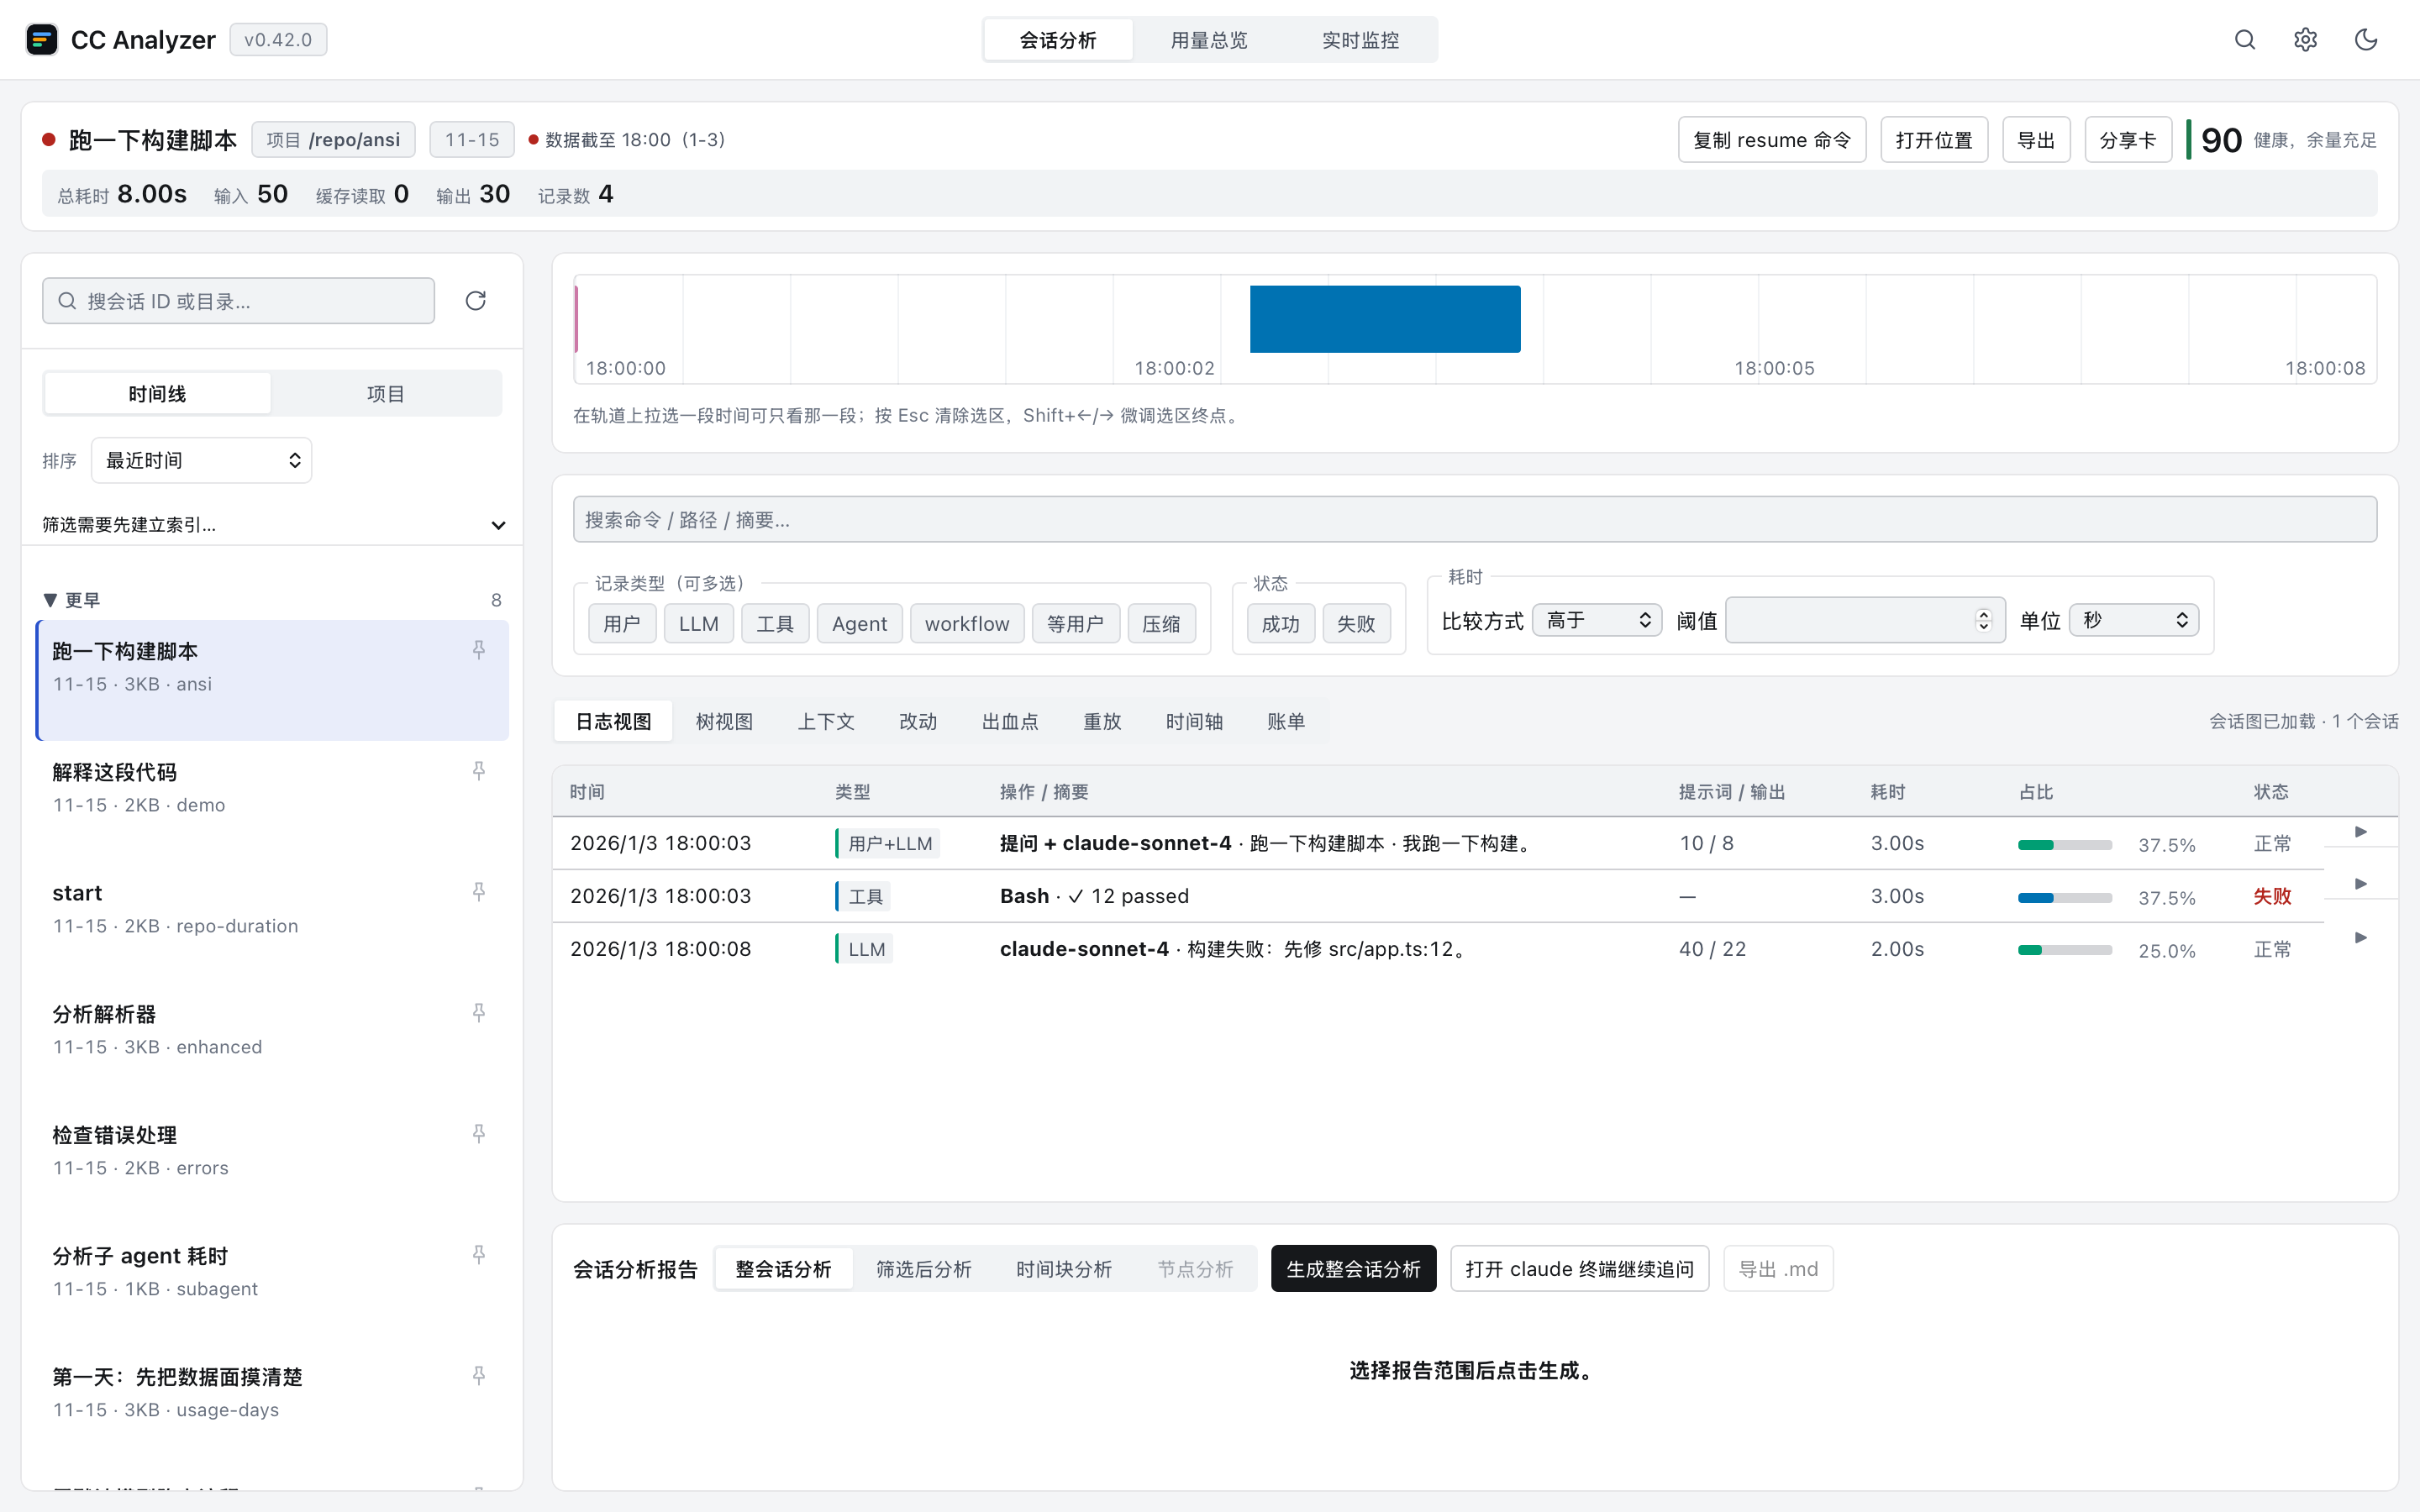 CC Analyzer v0.42.0 会话分析 用量总览 实时监控
跑一下构建脚本 项目 /repo/ansi 11-15 数据截至 18:00 (1-3) 复制 resume 命令 打开位置 导出 分享卡 90 健康，余量充足
总耗时 8.00s 输入 50 缓存读取 0 输出 30 记录数 4
搜会话 ID 或目录...
时间线 项目
排序 最近时间
筛选需要先建立索引...
▼ 更早 8
跑一下构建脚本
11-15 · 3KB · ansi
解释这段代码
11-15 · 2KB · demo
start
11-15 · 2KB · repo-duration
分析解析器
11-15 · 3KB · enhanced
检查错误处理
11-15 · 2KB · errors
分析子 agent 耗时
11-15 · 1KB · subagent
第一天：先把数据面摸清楚
11-15 · 3KB · usage-days
18:00:00 18:00:02 18:00:05 18:00:08
在轨道上拉选一段时间可只看那一段；按 Esc 清除选区，Shift+←/→ 微调选区终点。
搜索命令 / 路径 / 摘要...
记录类型（可多选） 状态 耗时
用户 LLM 工具 Agent workflow 等用户 压缩 成功 失败 比较方式 高于 阈值 单位 秒
日志视图 树视图 上下文 改动 出血点 重放 时间轴 账单 会话图已加载 · 1 个会话
时间 类型 操作 / 摘要 提示词 / 输出 耗时 占比 状态
2026/1/3 18:00:03 用户+LLM 提问 + claude-sonnet-4 · 跑一下构建脚本 · 我跑一下构建。 10 / 8 3.00s 37.5% 正常 ▶
2026/1/3 18:00:03 工具 Bash · ✓ 12 passed — 3.00s 37.5% 失败 ▶
2026/1/3 18:00:08 LLM claude-sonnet-4 · 构建失败：先修 src/app.ts:12。 40 / 22 2.00s 25.0% 正常 ▶
会话分析报告 整会话分析 筛选后分析 时间块分析 节点分析 生成整会话分析 打开 claude 终端继续追问 导出 .md
选择报告范围后点击生成。